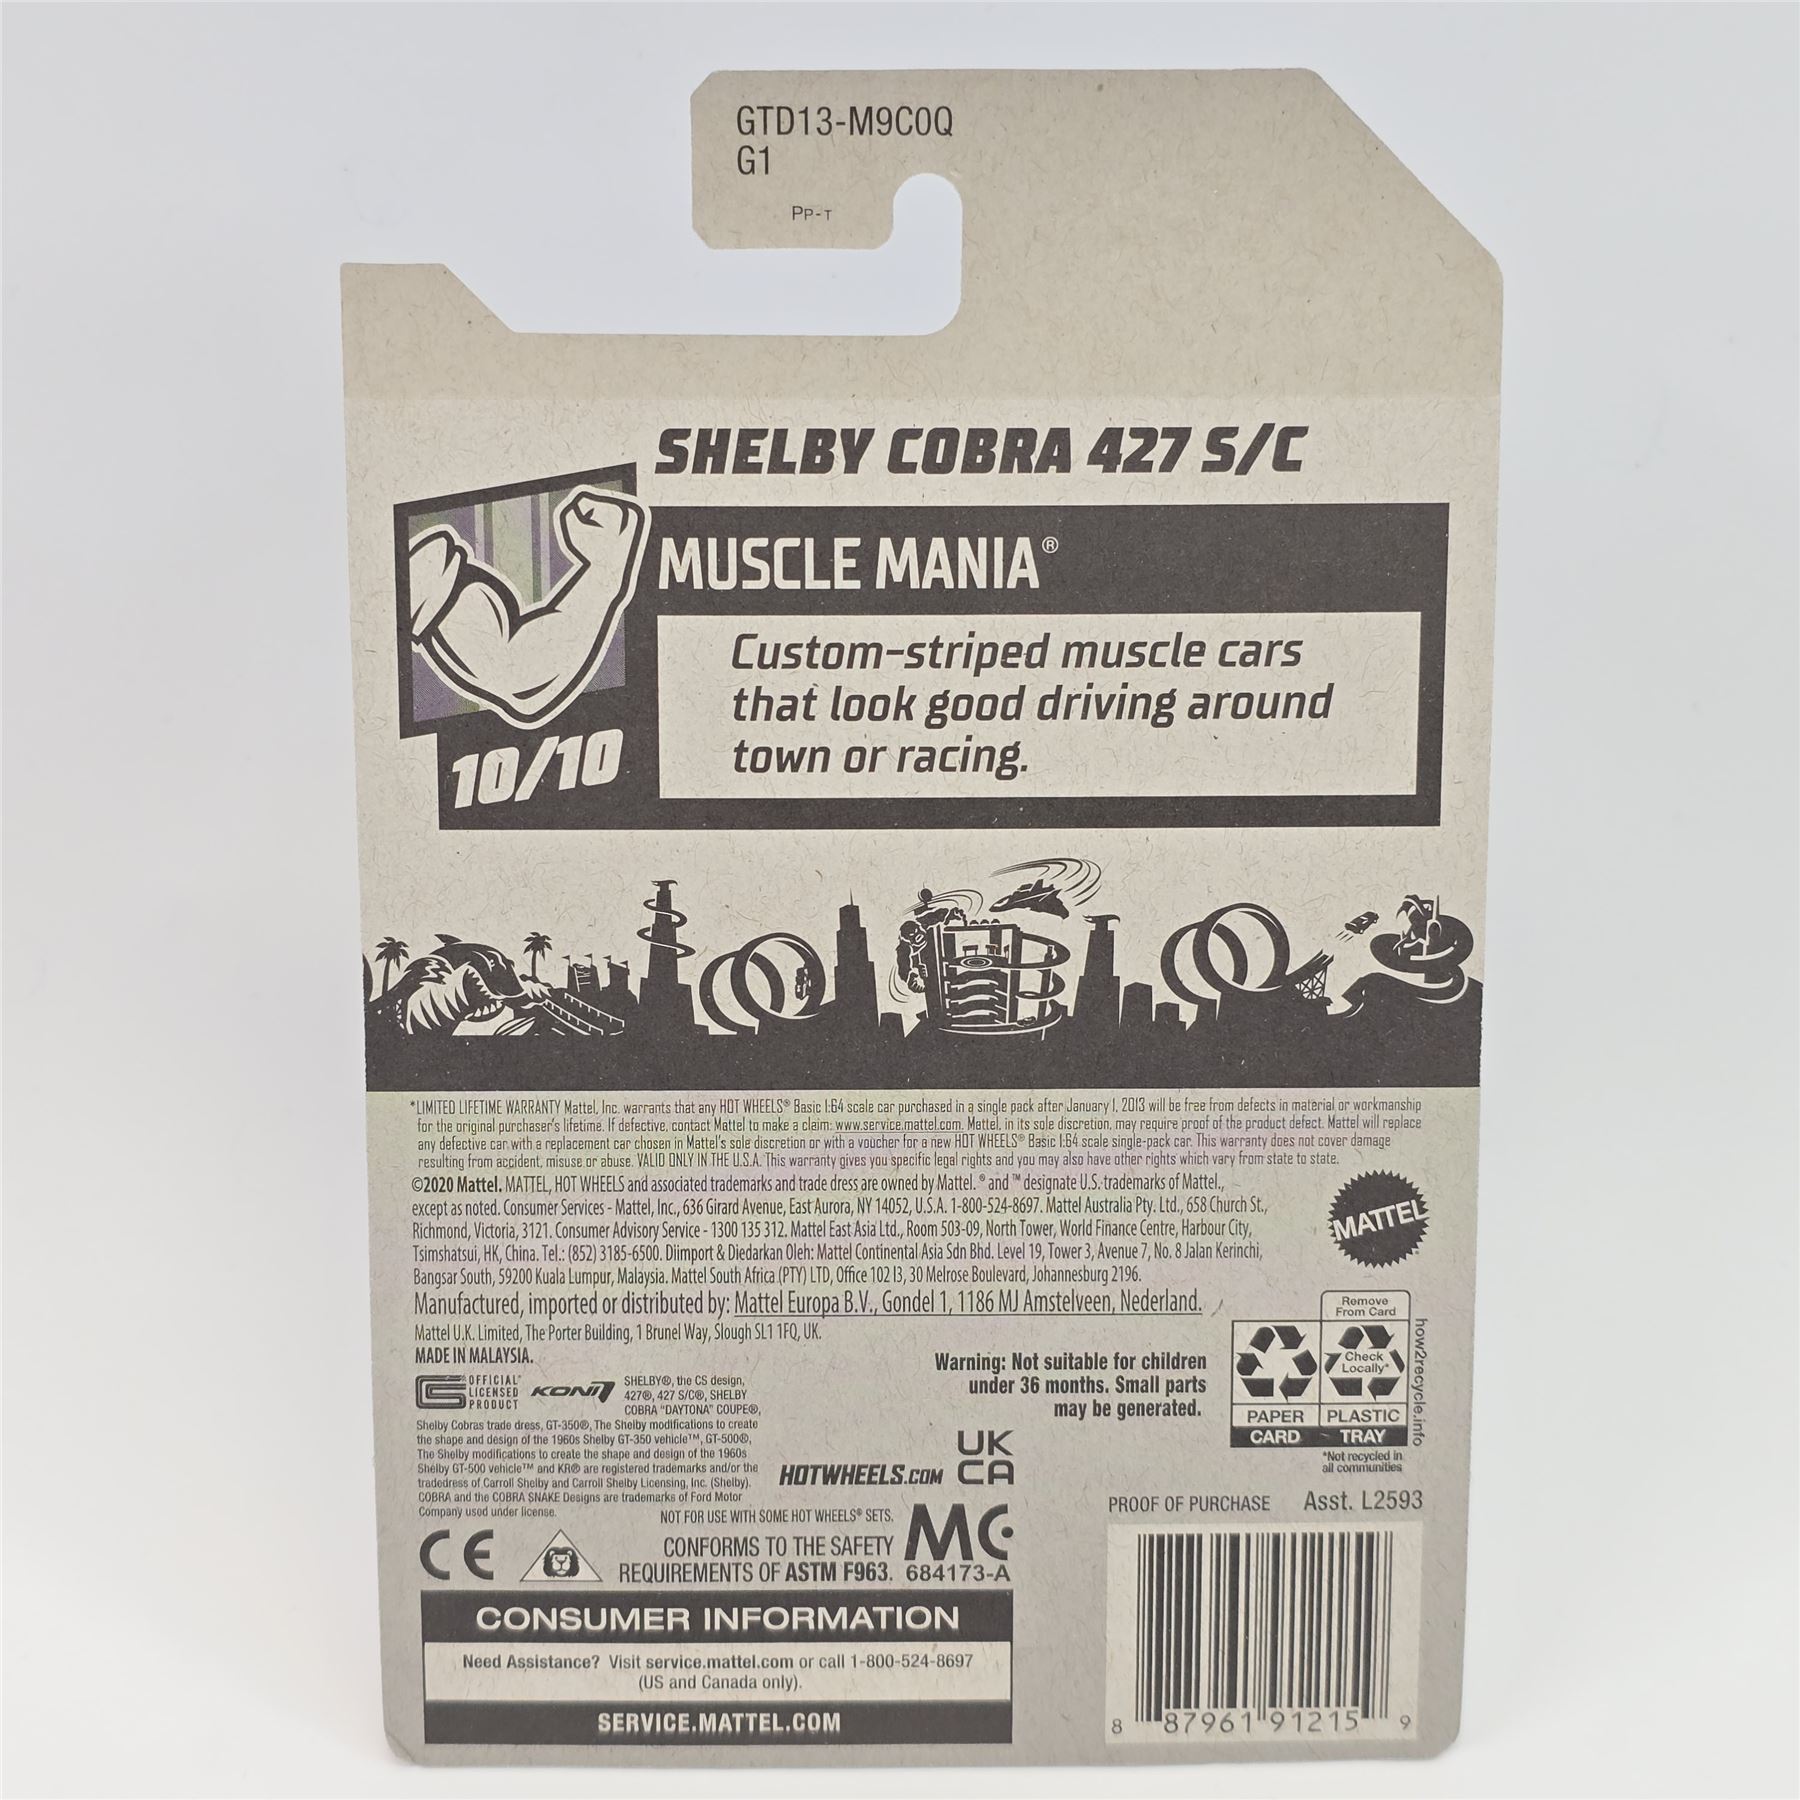 GTD13-M9C0Q
G1
PP-T
SHELBY COBRA 427 S/C
MUSCLE MANIA®
Custom-striped muscle cars
that look good driving around
town or racing.
10/10
*LIMITED LIFETIME WARRANTY Mattel, Inc. warrants that any HOT WHEELS® Basic 1:64 scale car purchased in a single pack after January 1, 2013 will be free from defects in material or workmanship
for the original purchaser's lifetime. If defective, contact Mattel to make a claim: www.service.mattel.com. Mattel, in its sole discretion, may require proof of the product defect. Mattel will replace
any defective car with a replacement car chosen in Mattel's sole discretion or with a voucher for a new HOT WHEELS® Basic 1:64 scale single-pack car. This warranty does not cover damage
resulting from accident, misuse or abuse. VALID ONLY IN THE U.S.A. This warranty gives you specific legal rights and you may also have other rights which vary from state to state.
©2020 Mattel. MATTEL, HOT WHEELS and associated trademarks and trade dress are owned by Mattel. ® and ™ designate U.S. trademarks of Mattel.,
except as noted. Consumer Services - Mattel, Inc., 636 Girard Avenue, East Aurora, NY 14052, U.S.A. 1-800-524-8697. Mattel Australia Pty. Ltd., 658 Church St.,
Richmond, Victoria, 3121. Consumer Advisory Service - 1300 135 312. Mattel East Asia Ltd., Room 503-09, North Tower, World Finance Centre, Harbour City,
Tsimshatsui, HK, China. Tel.: (852) 3185-6500. Diimport & Diedarkan Oleh: Mattel Continental Asia Sdn Bhd. Level 19, Tower 3, Avenue 7, No. 8 Jalan Kerinchi,
Bangsar South, 59200 Kuala Lumpur, Malaysia. Mattel South Africa (PTY) LTD, Office 102 I3, 30 Melrose Boulevard, Johannesburg 2196.
Manufactured, imported or distributed by: Mattel Europa B.V., Gondel 1, 1186 MJ Amstelveen, Nederland.
Mattel U.K. Limited, The Porter Building, 1 Brunel Way, Slough SL1 1FQ, UK.
MADE IN MALAYSIA.
MATTEL
OFFICIAL
LICENSED
PRODUCT
KONI
SHELBY®, the CS design,
427®, 427 S/C®, SHELBY
COBRA "DAYTONA" COUPE®,
Shelby Cobras trade dress, GT-350®, The Shelby modifications to create
the shape and design of the 1960s Shelby GT-350 vehicle™, GT-500®,
The Shelby modifications to create the shape and design of the 1960s
Shelby GT-500 vehicle™ and KR® are registered trademarks and/or the
tradedress of Carroll Shelby and Carroll Shelby Licensing, Inc. (Shelby).
COBRA and the COBRA SNAKE Designs are trademarks of Ford Motor
Company used under license.
Warning: Not suitable for children
under 36 months. Small parts
may be generated.
Remove
From Card
Check
Locally*
PAPER
PLASTIC
CARD
TRAY
how2recycle.info
*Not recycled in
all communities
HOTWHEELS.COM
UK
CA
NOT FOR USE WITH SOME HOT WHEELS® SETS.
CONFORMS TO THE SAFETY
REQUIREMENTS OF ASTM F963.
CE
MC
684173-A
PROOF OF PURCHASE
Asst. L2593
CONSUMER INFORMATION
Need Assistance? Visit service.mattel.com or call 1-800-524-8697
(US and Canada only).
SERVICE.MATTEL.COM
8 87961 91215 9